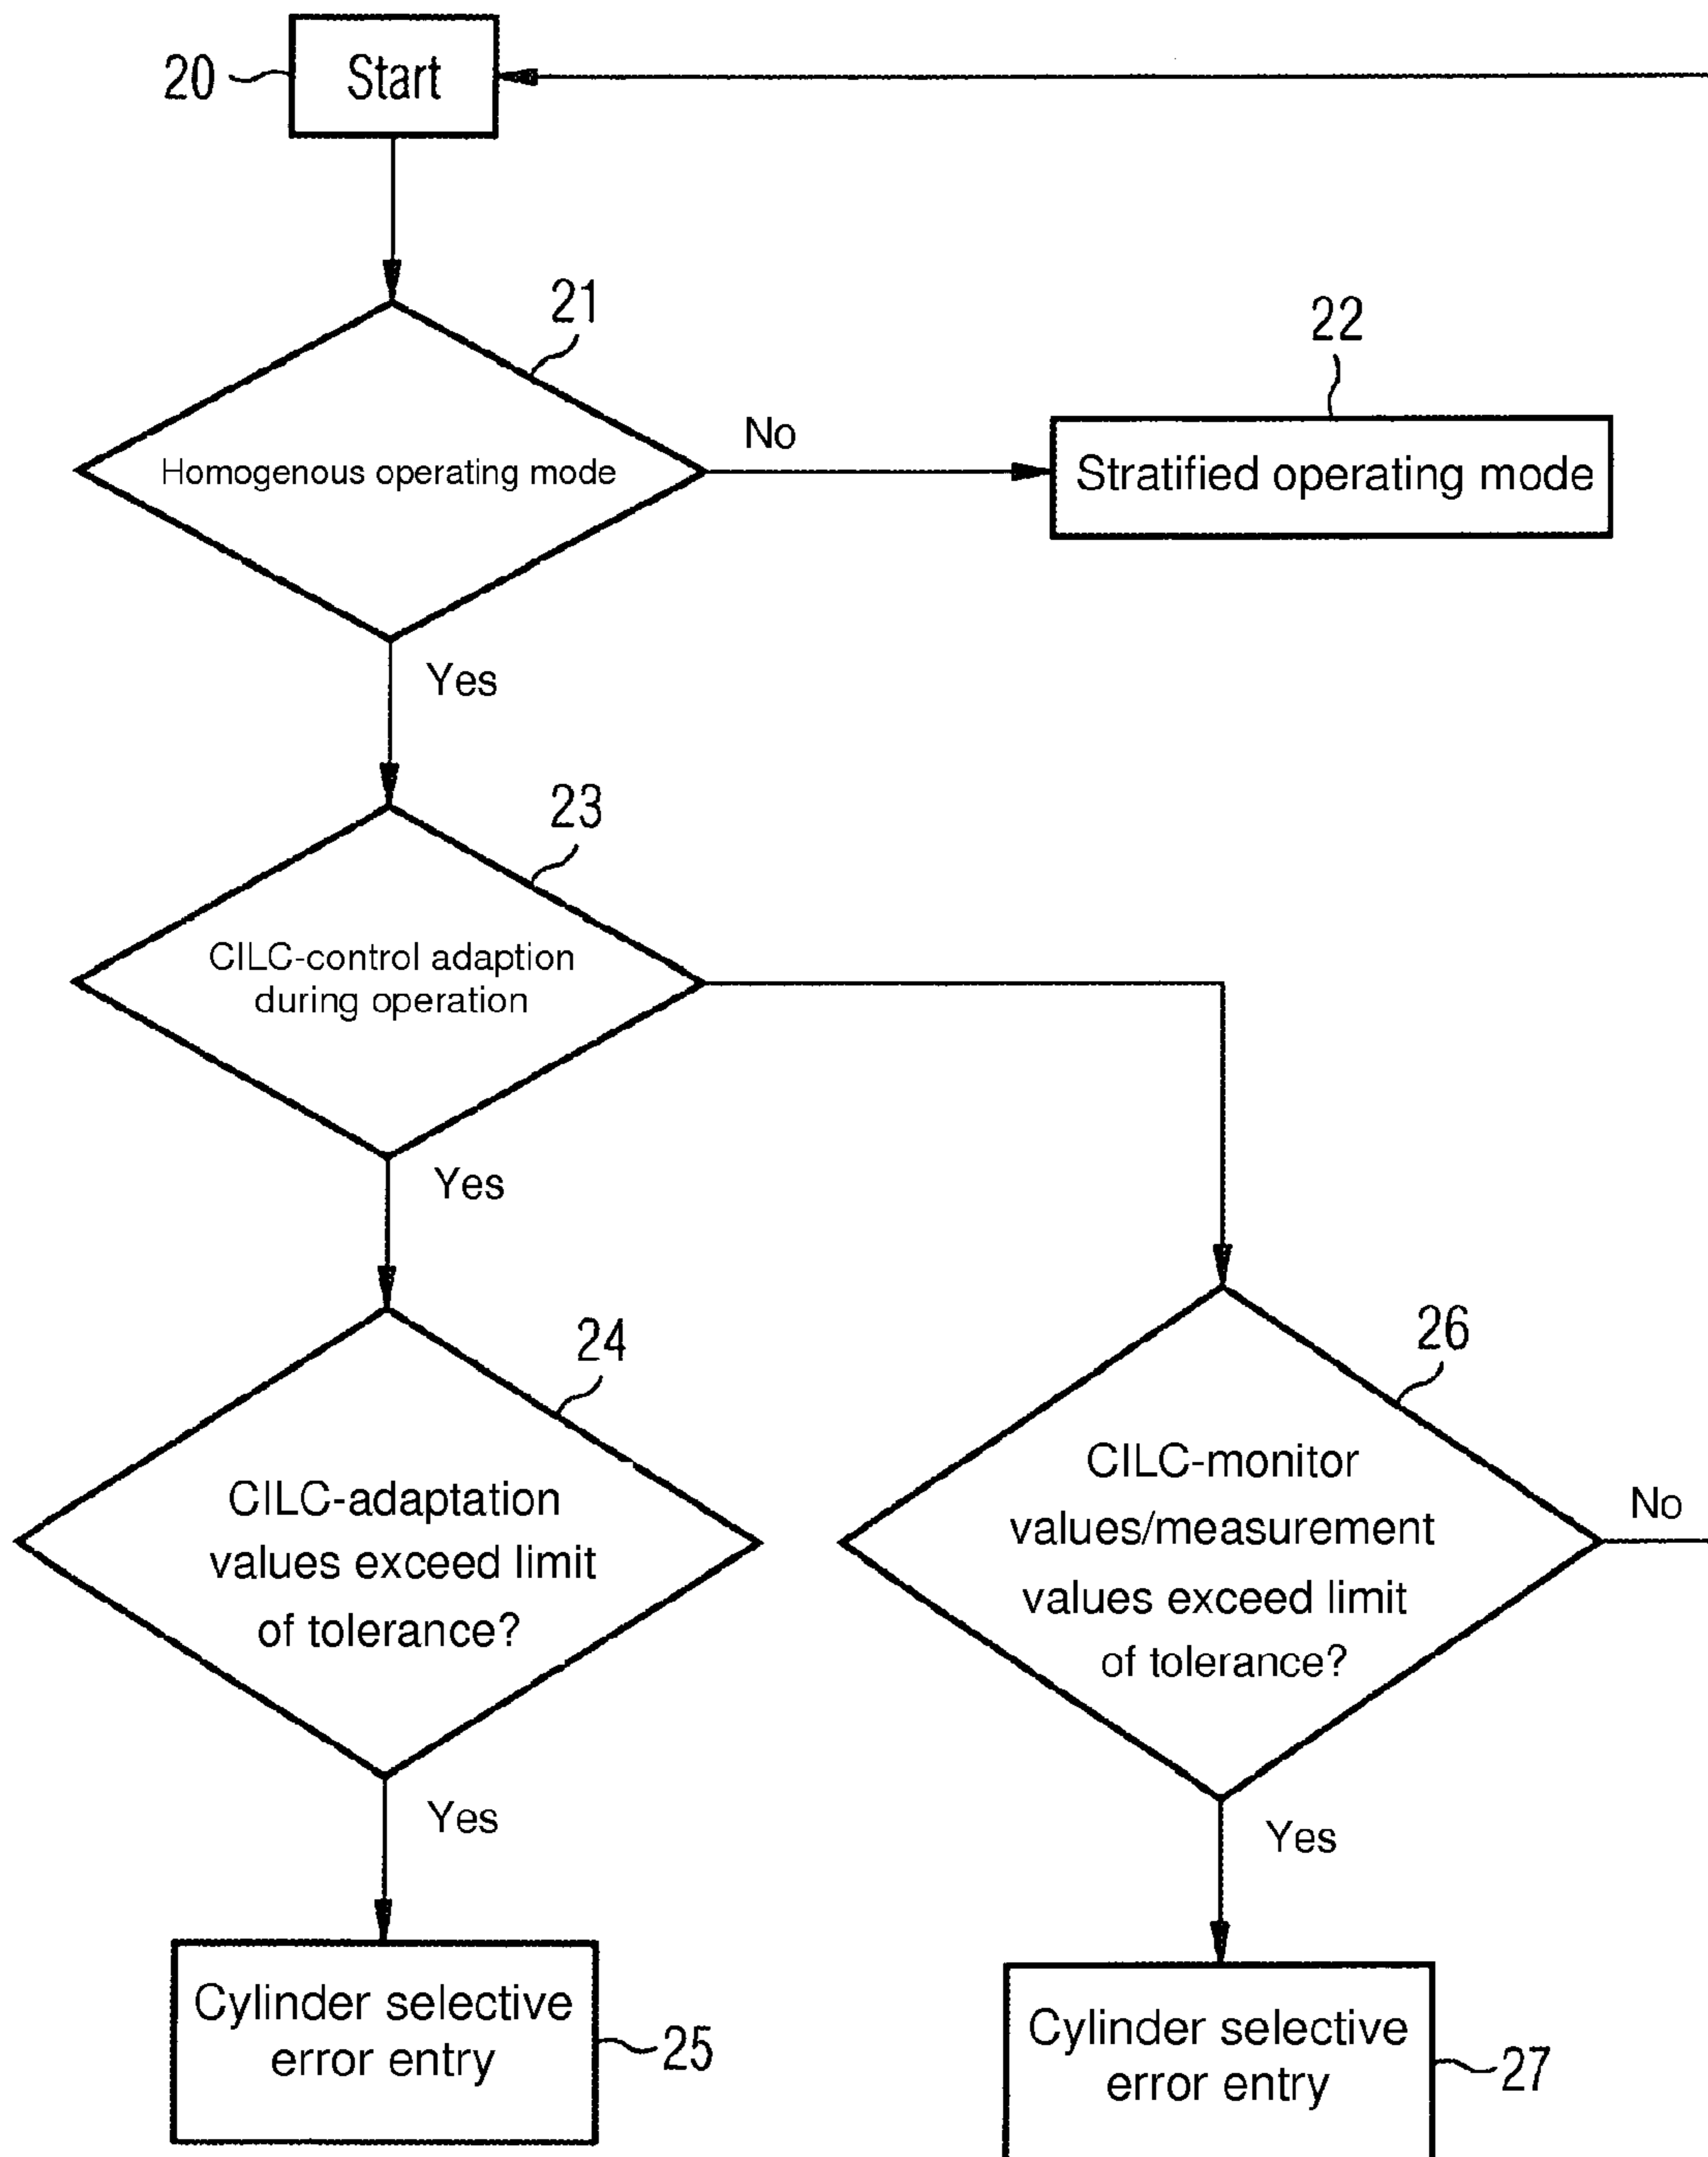 20
Start
21
22
Homogenous operating mode
No
Stratified operating mode
Yes
23
CILC-control adaption
during operation
Yes
24
CILC-adaptation
values exceed limit
of tolerance?
26
CILC-monitor
values/measurement
values exceed limit
of tolerance?
No
Yes
Yes
Cylinder selective
error entry
25
Cylinder selective
error entry
27